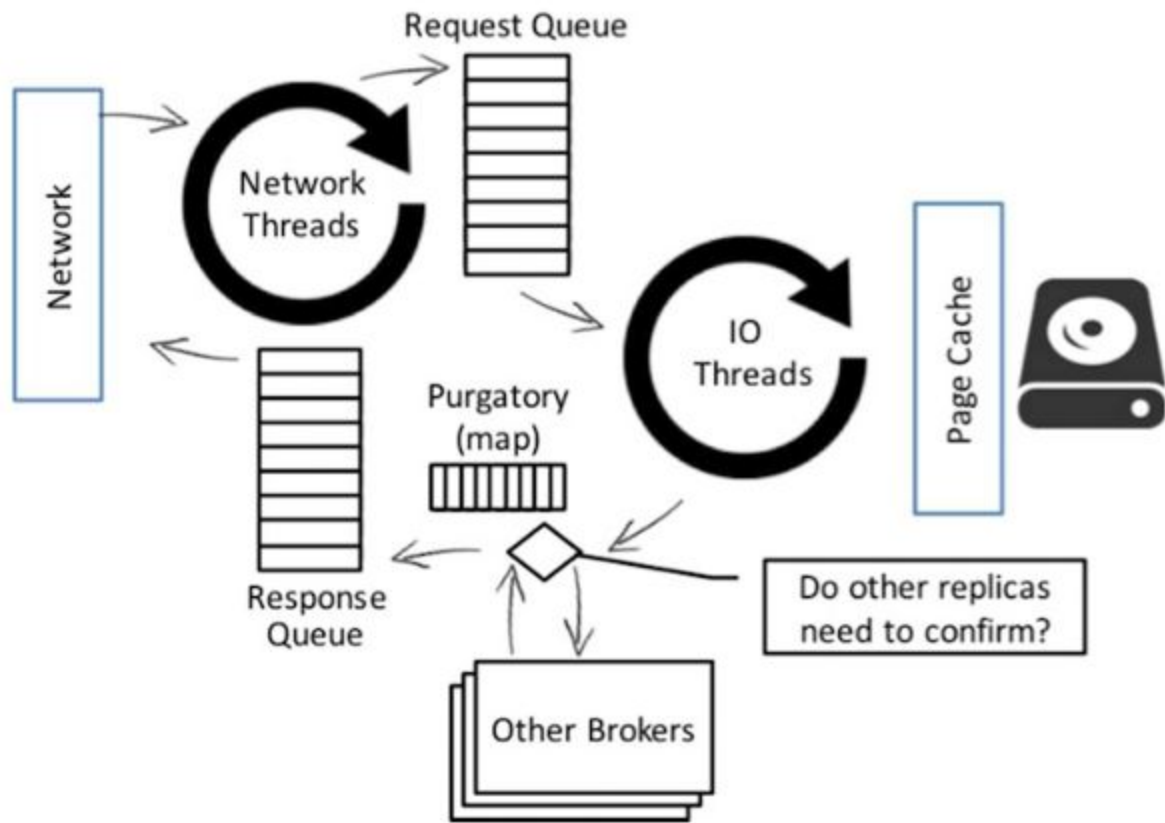 Request Queue
Network
Network
Threads
IO
Threads
Page Cache
Purgatory
(map)
Response
Queue
Do other replicas
need to confirm?
Other Brokers